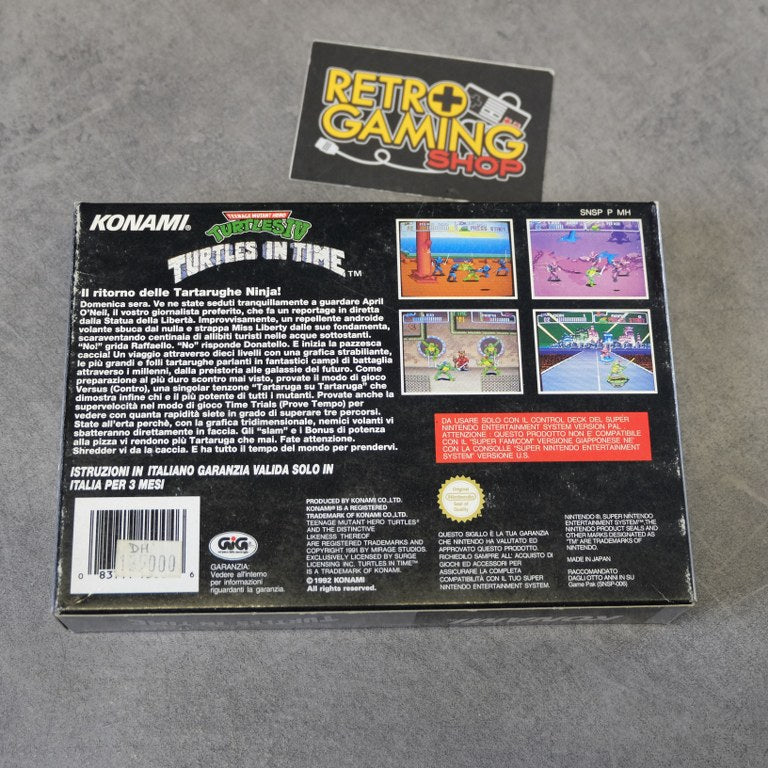 RETRO
GAMING
SHOP
KONAMI®
SNSP P MH
TEENAGE MUTANT HERO
TURTLES IV
TURTLES IN TIME™
Il ritorno delle Tartarughe Ninja!
Domenica sera. Ve ne state seduti tranquillamente a guardare April
O'Neil, il vostro giornalista preferito, che fa un reportage in diretta
dalla Statua della Libertà. Improvvisamente, un repellente androide
volante sbuca dal nulla e strappa Miss Liberty dalle sue fondamenta,
scaraventando centinaia di allibiti turisti nelle acque sottostanti.
"No!" grida Raffaello. "No" risponde Donatello. E inizia la pazzesca
caccia! Un viaggio attraverso dieci livelli con una grafica strabiliante,
le più grandi e folli tartarughe parlanti in fantastici campi di battaglia
attraverso i millenni, dalla preistoria alle galassie del futuro. Come
preparazione al più duro scontro mai visto, provate il modo di gioco
Versus (Contro), una singolar tenzone "Tartaruga su Tartaruga" che
dimostra infine chi è il più potente di tutti i mutanti. Provate anche la
supervelocità nel modo di gioco Time Trials (Prove Tempo) per
vedere con quanta rapidità siete in grado di superare tre percorsi.
State all'erta perchè, con la grafica tridimensionale, nemici volanti vi
sbatteranno direttamente in faccia. Gli "slam" e i Bonus di potenza
alla pizza vi rendono più Tartaruga che mai. Fate attenzione.
Shredder vi da la caccia. E ha tutto il tempo del mondo per prendervi.
ISTRUZIONI IN ITALIANO GARANZIA VALIDA SOLO IN
ITALIA PER 3 MESI
PRESS START
DA USARE SOLO CON IL CONTROL DECK DEL SUPER
NINTENDO ENTERTAINMENT SYSTEM VERSION PAL
ATTENZIONE : QUESTO PRODOTTO NON E' COMPATIBILE
CON IL "SUPER FAMICOM" VERSIONE GIAPPONESE NE'
CON LA CONSOLLE "SUPER NINTENDO ENTERTAINMENT
SYSTEM" VERSIONE U.S.
DH
0
6
GiG
GARANZIA:
Vedere all'interno
per informazioni
riguardanti la garanzia.
PRODUCED BY KONAMI CO.,LTD.
KONAMI® IS A REGISTERED
TRADEMARK OF KONAMI CO.,LTD.
TEENAGE MUTANT HERO TURTLES®
AND THE DISTINCTIVE
LIKENESS THEREOF
ARE REGISTERED TRADEMARKS AND
COPYRIGHT 1991 BY MIRAGE STUDIOS.
EXCLUSIVELY LICENSED BY SURGE
LICENSING INC. TURTLES IN TIME™
IS A TRADEMARK OF KONAMI.
©1992 KONAMI
All rights reserved.
Original
Nintendo
Seal of
Quality
QUESTO SIGILLO È LA TUA GARANZIA
CHE NINTENDO HA VALUTATO ED
APPROVATO QUESTO PRODOTTO.
RICHIEDILO SEMPRE ALL' ACQUISTO DI
GIOCHI ED ACCESSORI PER
ASSICURARE LA COMPLETA
COMPATIBILITÀ CON IL TUO SUPER
NINTENDO ENTERTAINMENT SYSTEM.
NINTENDO®, SUPER NINTENDO
ENTERTAINMENT SYSTEM™, THE
NINTENDO PRODUCT SEALS AND
OTHER MARKS DESIGNATED AS
"TM" ARE TRADEMARKS OF
NINTENDO.
MADE IN JAPAN
RACCOMANDATO
DAGLI OTTO ANNI IN SU
Game Pak (SNSP-006)
TURTLES IN TIME
KONAMI